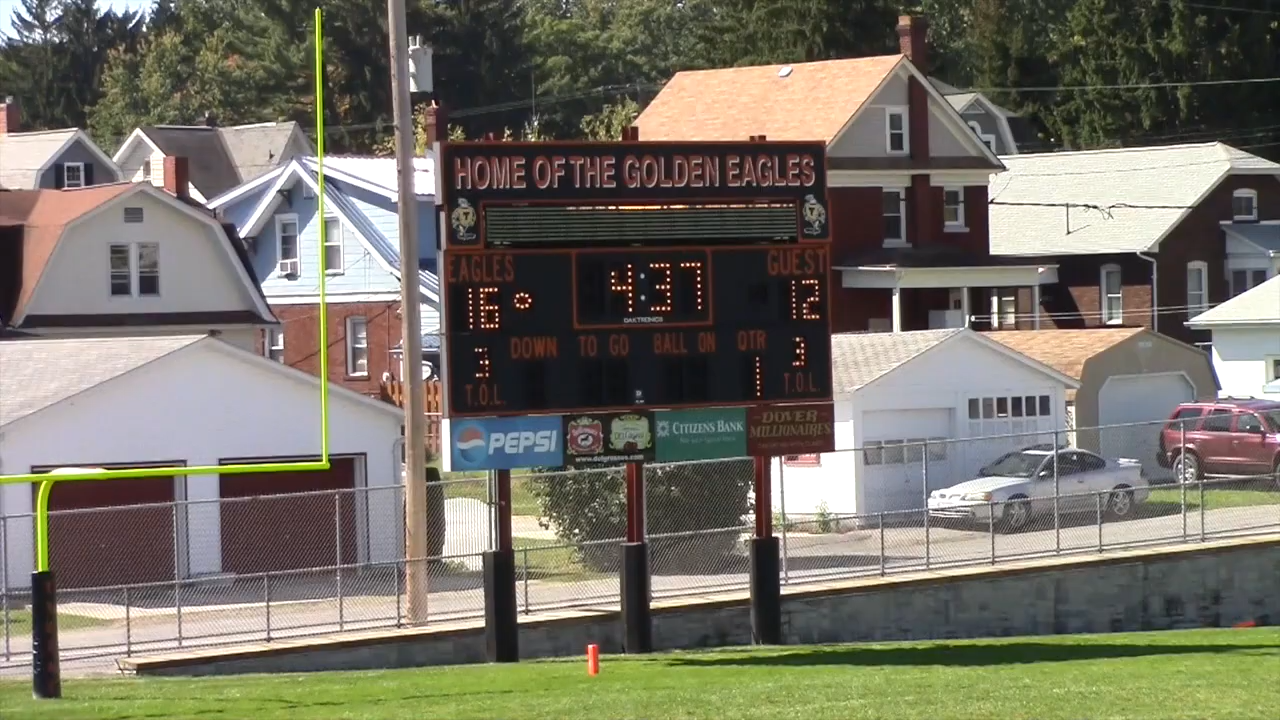 HOME OF THE GOLDEN EAGLES
EAGLES 4:37 GUEST
16 12
DAKTRONICS
DOWN TO GO BALL ON QTR
3 1 3
T.O.L. T.O.L.
PEPSI
CITIZENS BANK
DOVER
MILLIONAIRES